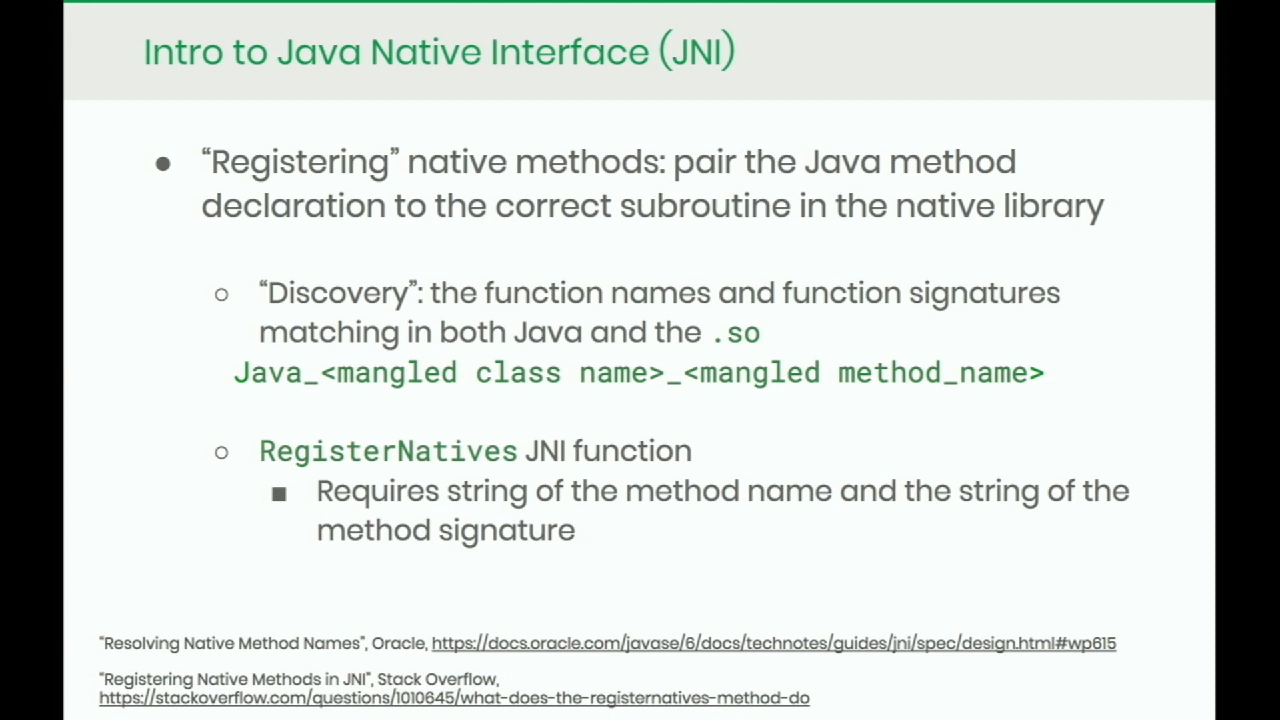 Intro to Java Native Interface (JNI)
● “Registering” native methods: pair the Java method
declaration to the correct subroutine in the native library
○ “Discovery”: the function names and function signatures
matching in both Java and the .so
Java_<mangled class name>_<mangled method_name>
○ RegisterNatives JNI function
■ Requires string of the method name and the string of the
method signature
"Resolving Native Method Names", Oracle, https://docs.oracle.com/javase/6/docs/technotes/guides/jni/spec/design.html#wp615
"Registering Native Methods in JNI", Stack Overflow,
https://stackoverflow.com/questions/1010645/what-does-the-registernatives-method-do